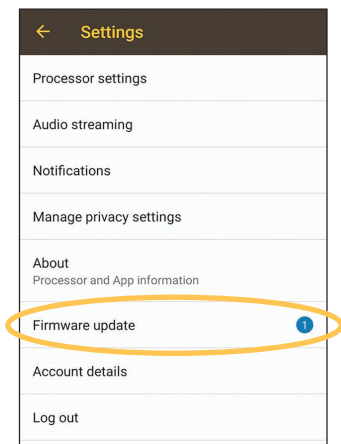 Settings
Processor settings
Audio streaming
Notifications
Manage privacy settings
About
Processor and App information
Firmware update 1
Account details
Log out